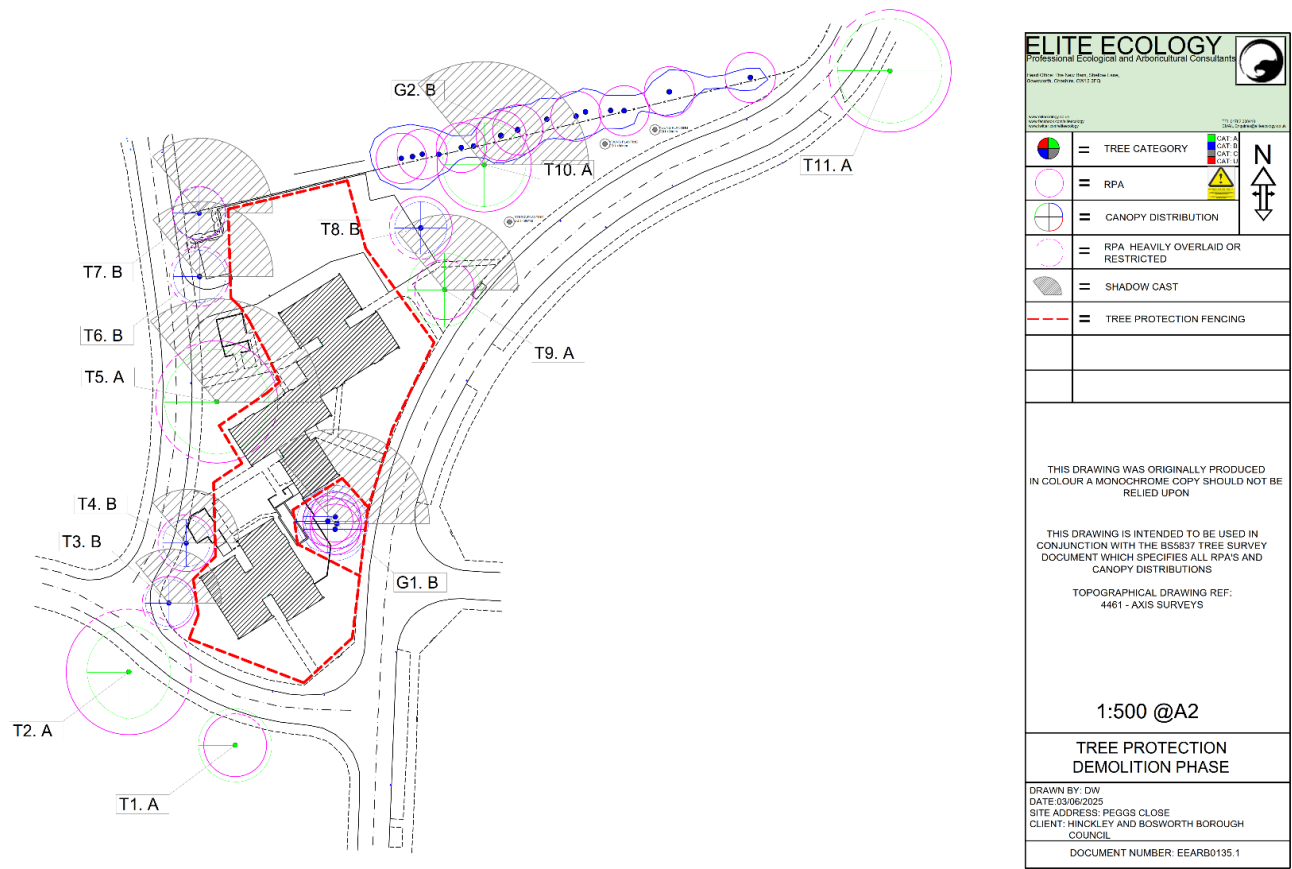 G2. B
T10. A
T11. A
T8. B
T7. B
T6. B
T5. A
T9. A
T4. B
T3. B
G1. B
T2. A
T1. A
ELITE ECOLOGY
Professional Ecological and Arboricultural Consultants
= TREE CATEGORY
CAT: A
CAT: B
CAT: C
CAT: U
N
= RPA
= CANOPY DISTRIBUTION
= RPA HEAVILY OVERLAID OR
RESTRICTED
= SHADOW CAST
= TREE PROTECTION FENCING
THIS DRAWING WAS ORIGINALLY PRODUCED
IN COLOUR A MONOCHROME COPY SHOULD NOT BE
RELIED UPON
THIS DRAWING IS INTENDED TO BE USED IN
CONJUNCTION WITH THE BS5837 TREE SURVEY
DOCUMENT WHICH SPECIFIES ALL RPA'S AND
CANOPY DISTRIBUTIONS
TOPOGRAPHICAL DRAWING REF:
4461 - AXIS SURVEYS
1:500 @A2
TREE PROTECTION
DEMOLITION PHASE
DRAWN BY: DW
DATE:03/06/2025
SITE ADDRESS: PEGGS CLOSE
CLIENT: HINCKLEY AND BOSWORTH BOROUGH
COUNCIL
DOCUMENT NUMBER: EEARB0135.1